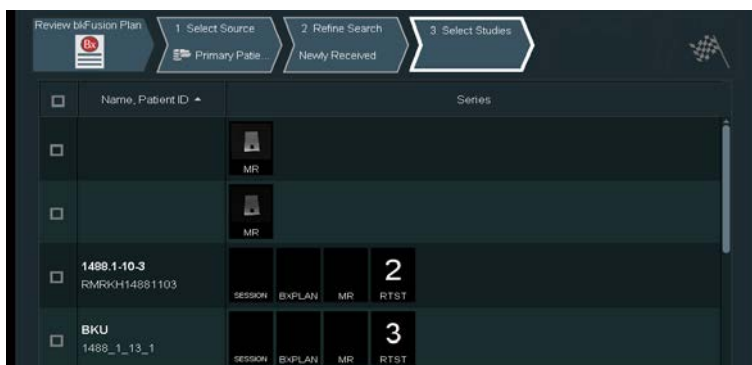 Review bkFusion Plan
Bx
1 Select Source
Primary Patie...
2 Refine Search
Newly Received
3 Select Studies
Name, Patient ID
Series
MR
MR
1488.1-10-3
RMRKH14881103
SESSION BXPLAN MR 2 RTST
BKU
1488_1_13_1
SESSION BXPLAN MR 3 RTST